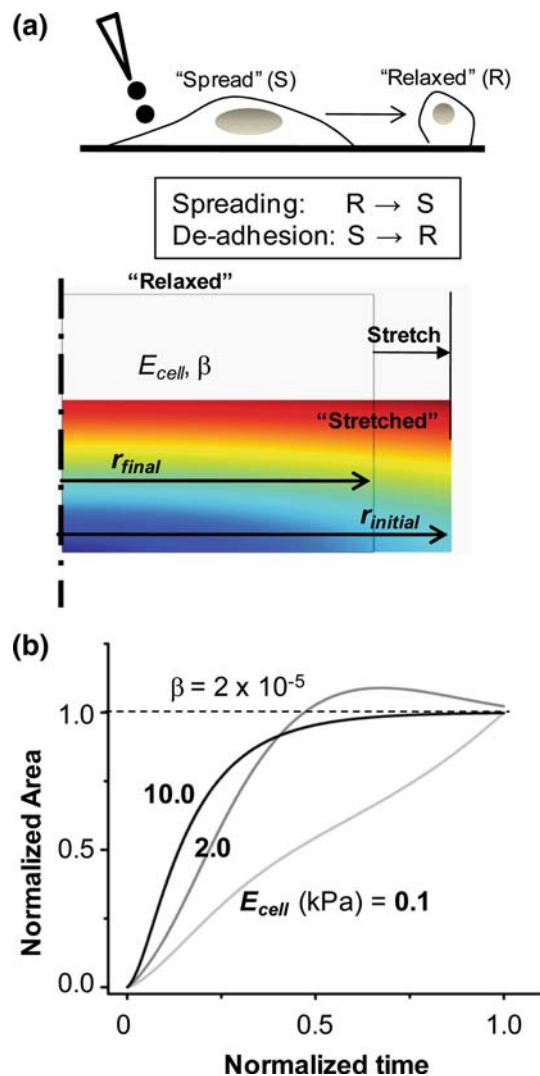 (a)
"Spread" (S)
"Relaxed" (R)
Spreading: R → S
De-adhesion: S → R
"Relaxed"
Stretch
E_cell, β
"Stretched"
r_final
r_initial
(b)
β = 2 x 10^-5
1.0
10.0
2.0
0.5
E_cell (kPa) = 0.1
0.0
0
0.5
1.0
Normalized Area
Normalized time